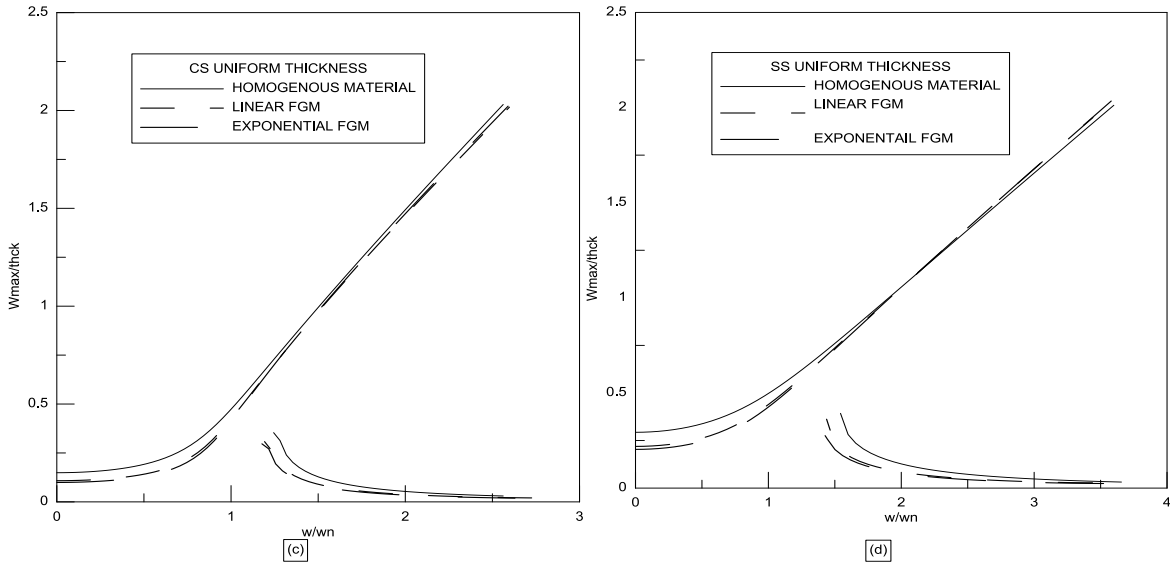 2.5
CS UNIFORM THICKNESS
HOMOGENOUS MATERIAL
LINEAR FGM
EXPONENTIAL FGM
2
1.5
Wmax/thck
1
0.5
0
0
1
2
3
w/wn
(c)
2.5
SS UNIFORM THICKNESS
HOMOGENOUS MATERIAL
LINEAR FGM
EXPONENTAIL FGM
2
1.5
Wmax/thck
1
0.5
0
0
1
2
3
4
w/wn
(d)